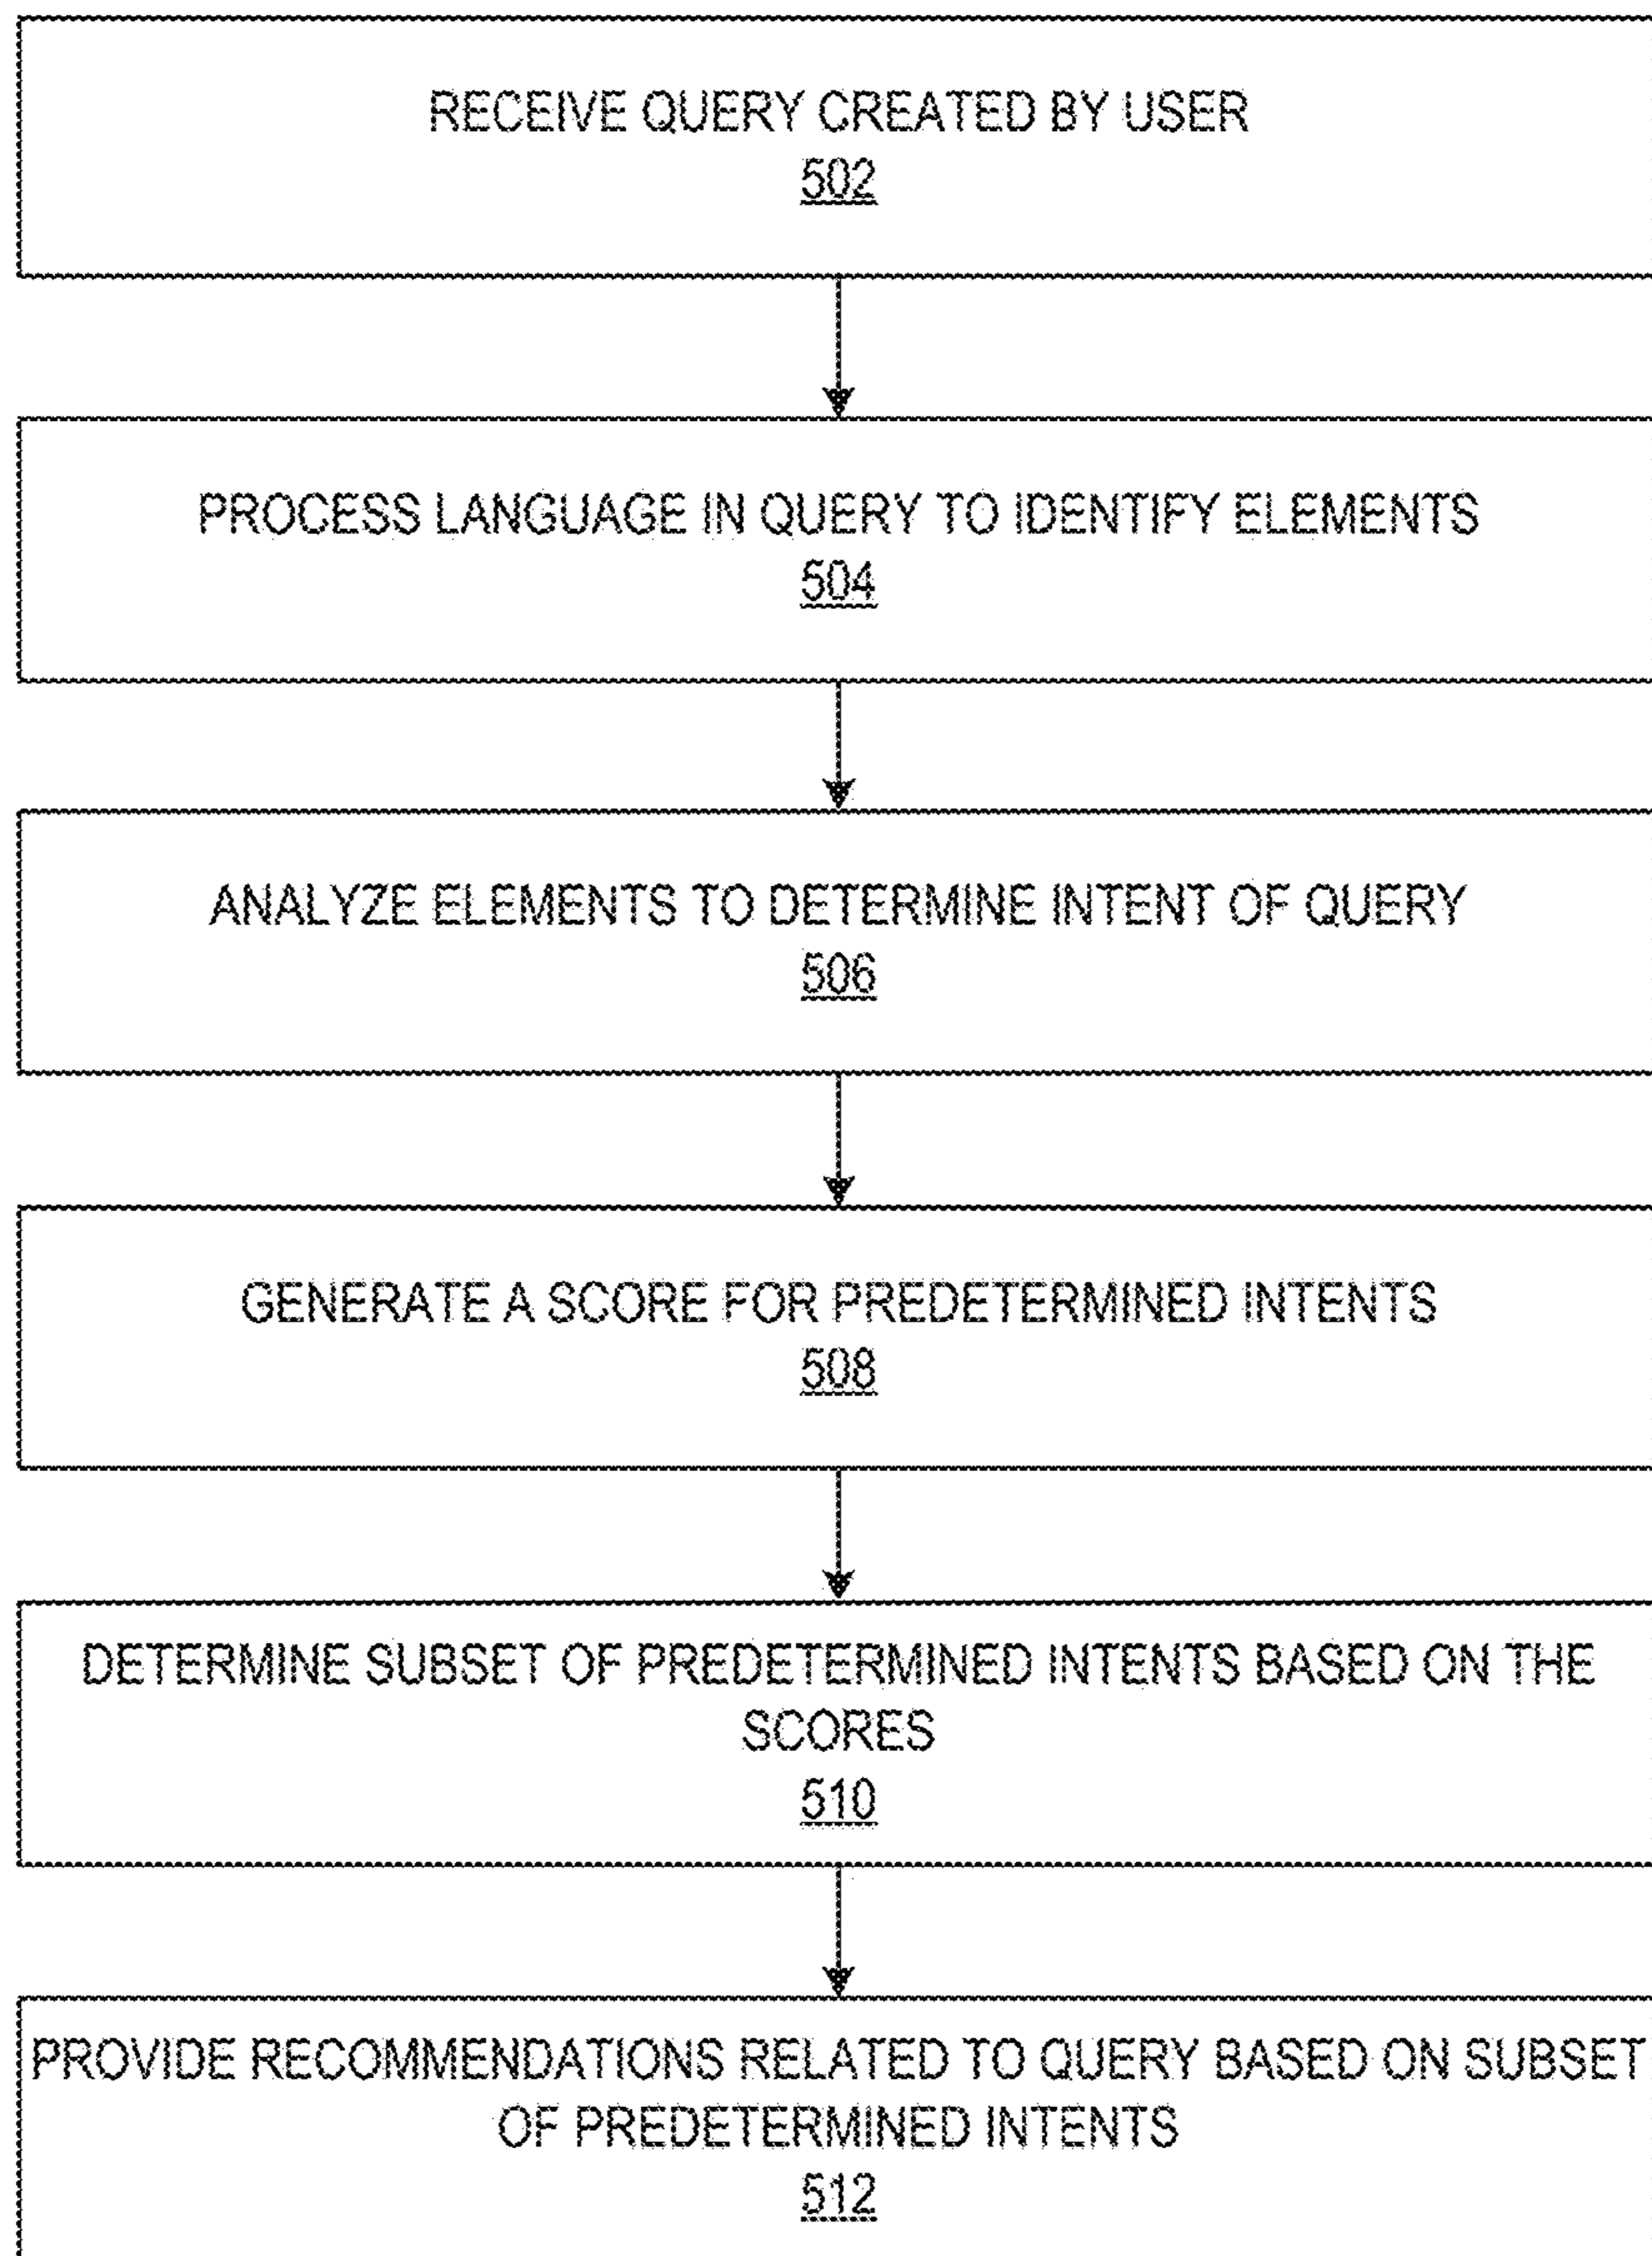 RECEIVE QUERY CREATED BY USER
502
PROCESS LANGUAGE IN QUERY TO IDENTIFY ELEMENTS
504
ANALYZE ELEMENTS TO DETERMINE INTENT OF QUERY
506
GENERATE A SCORE FOR PREDETERMINED INTENTS
508
DETERMINE SUBSET OF PREDETERMINED INTENTS BASED ON THE
SCORES
510
PROVIDE RECOMMENDATIONS RELATED TO QUERY BASED ON SUBSET
OF PREDETERMINED INTENTS
512